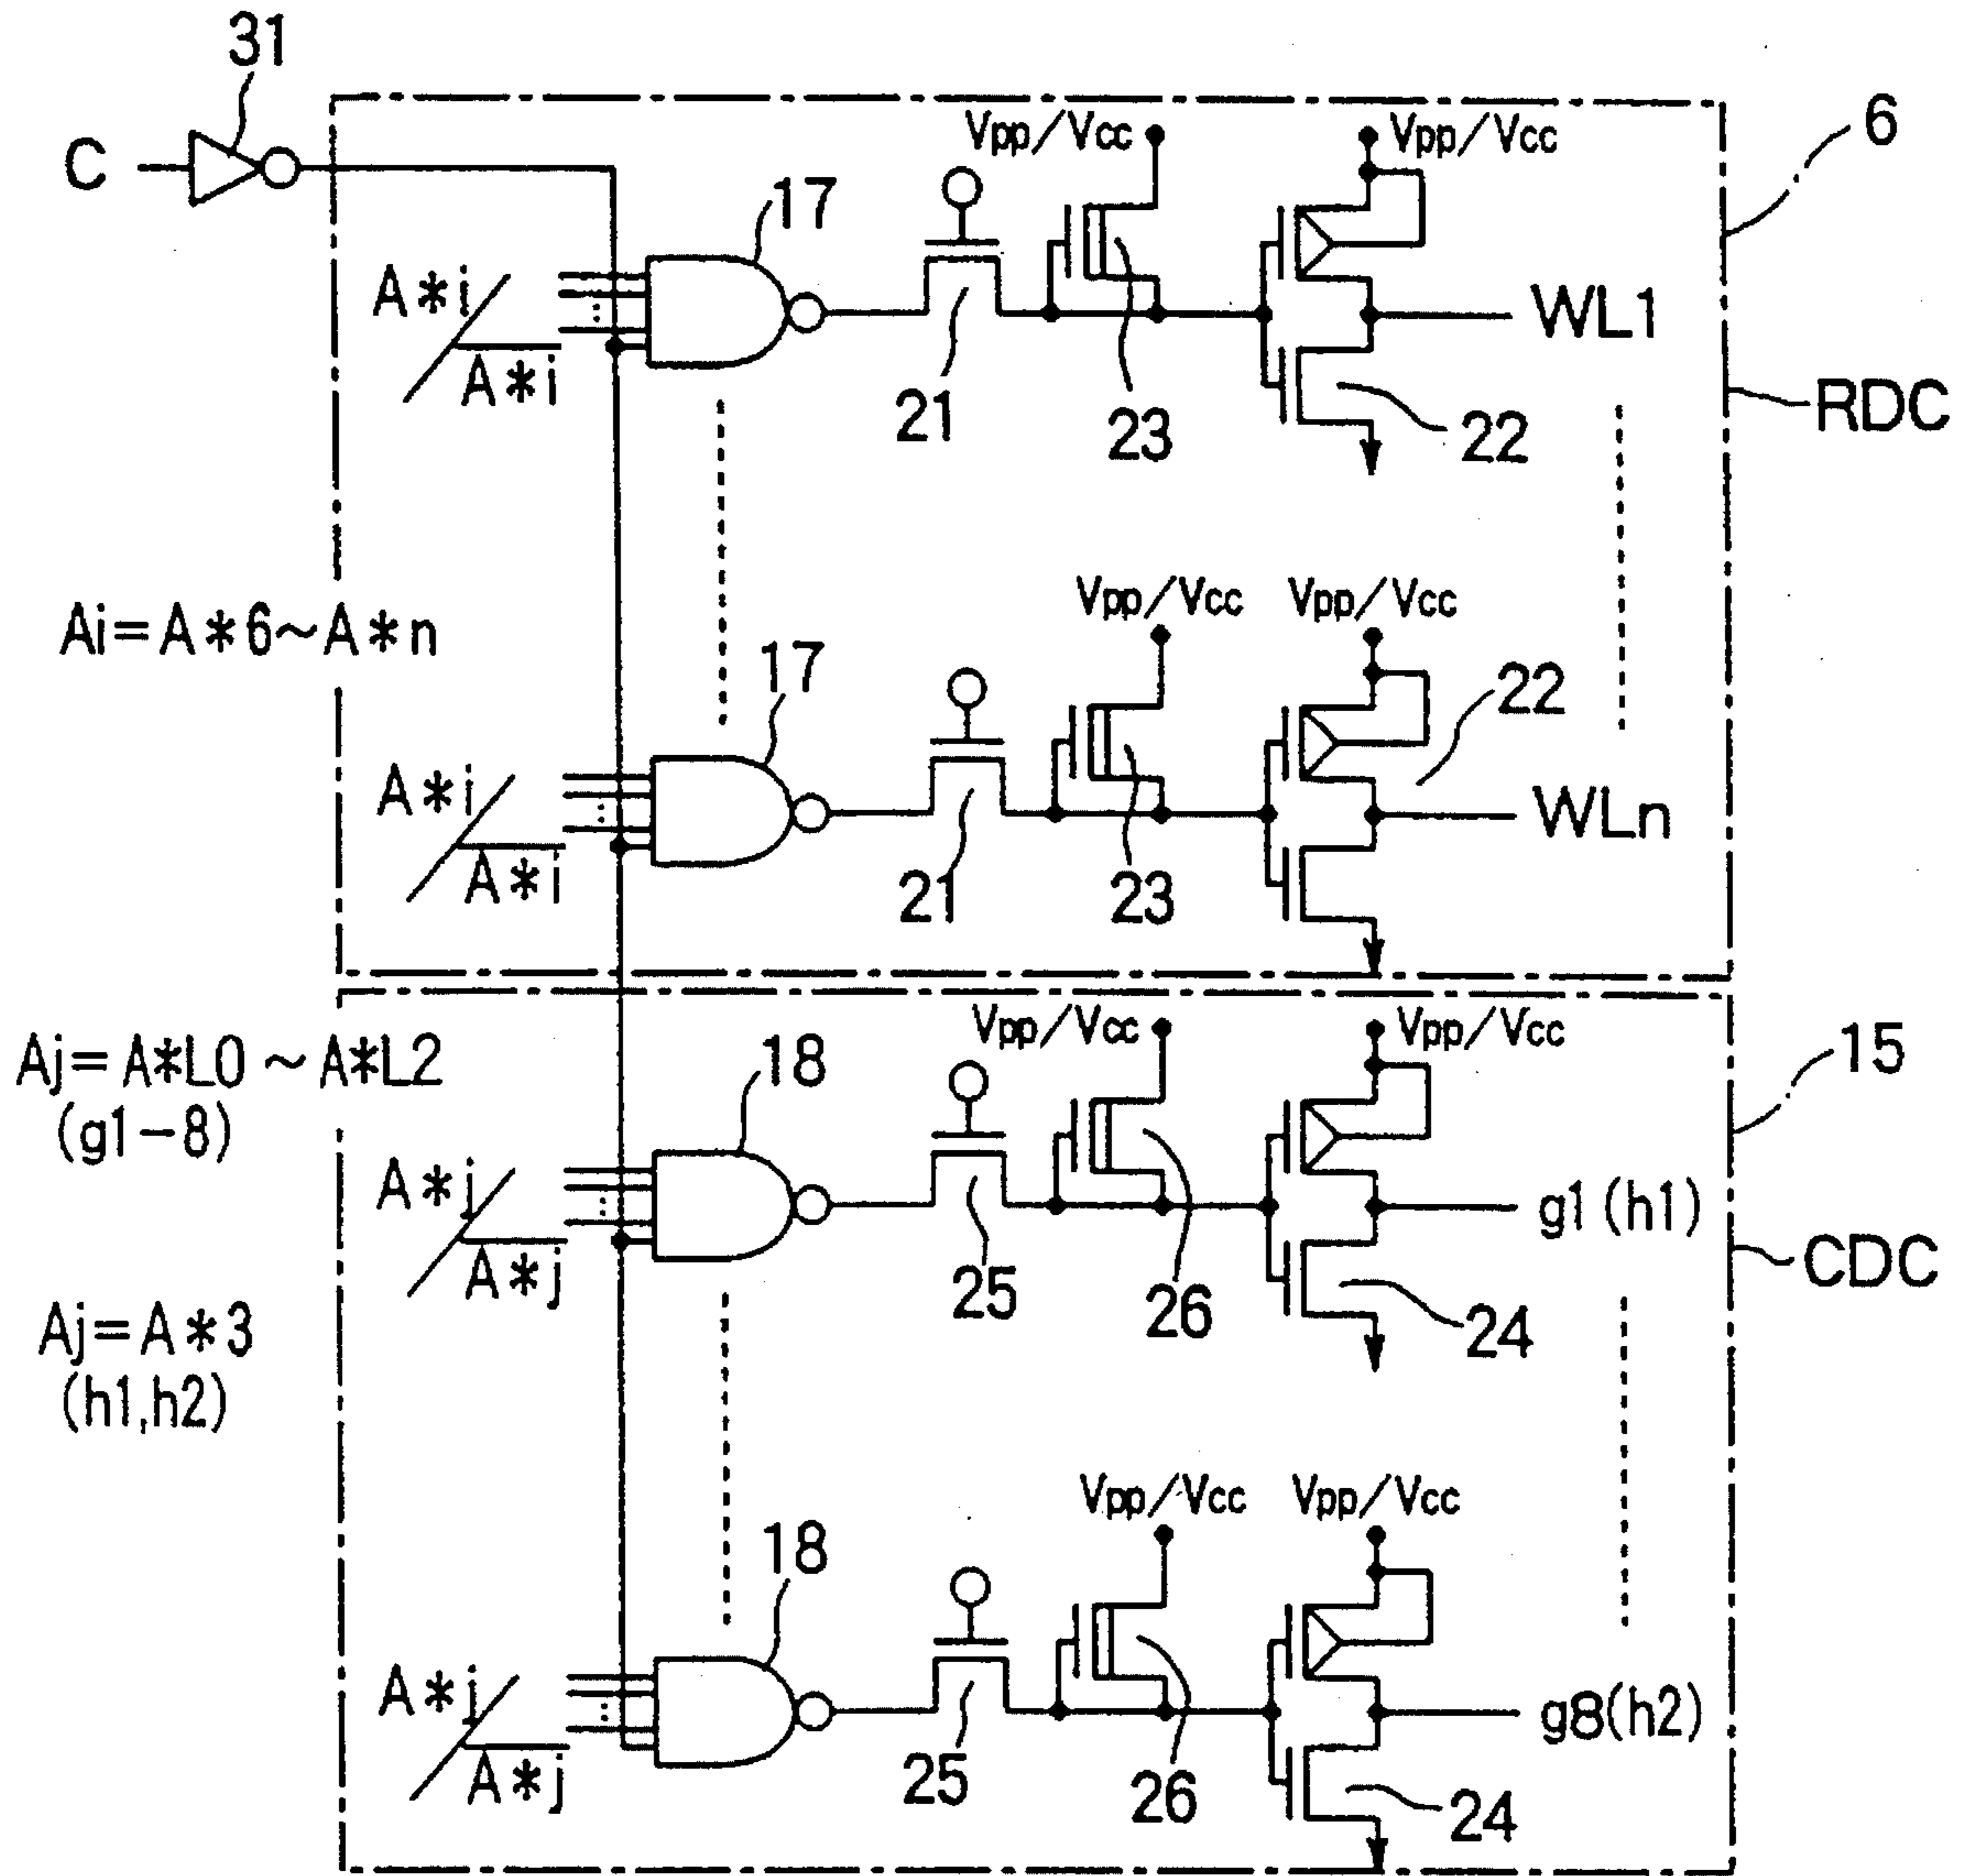 31
C
Vpp/Vcc
Vpp/Vcc
6
17
A*i
A*i
21
23
WL1
22
RDC
Ai=A*6~A*n
Vpp/Vcc
Vpp/Vcc
17
22
A*i
A*i
21
23
WLn
Aj=A*L0~A*L2
(g1-8)
Vpp/Vcc
Vpp/Vcc
15
18
A*j
A*j
25
26
g1(h1)
24
CDC
Aj=A*3
(h1,h2)
Vpp/Vcc
Vpp/Vcc
18
A*j
A*j
25
26
g8(h2)
24